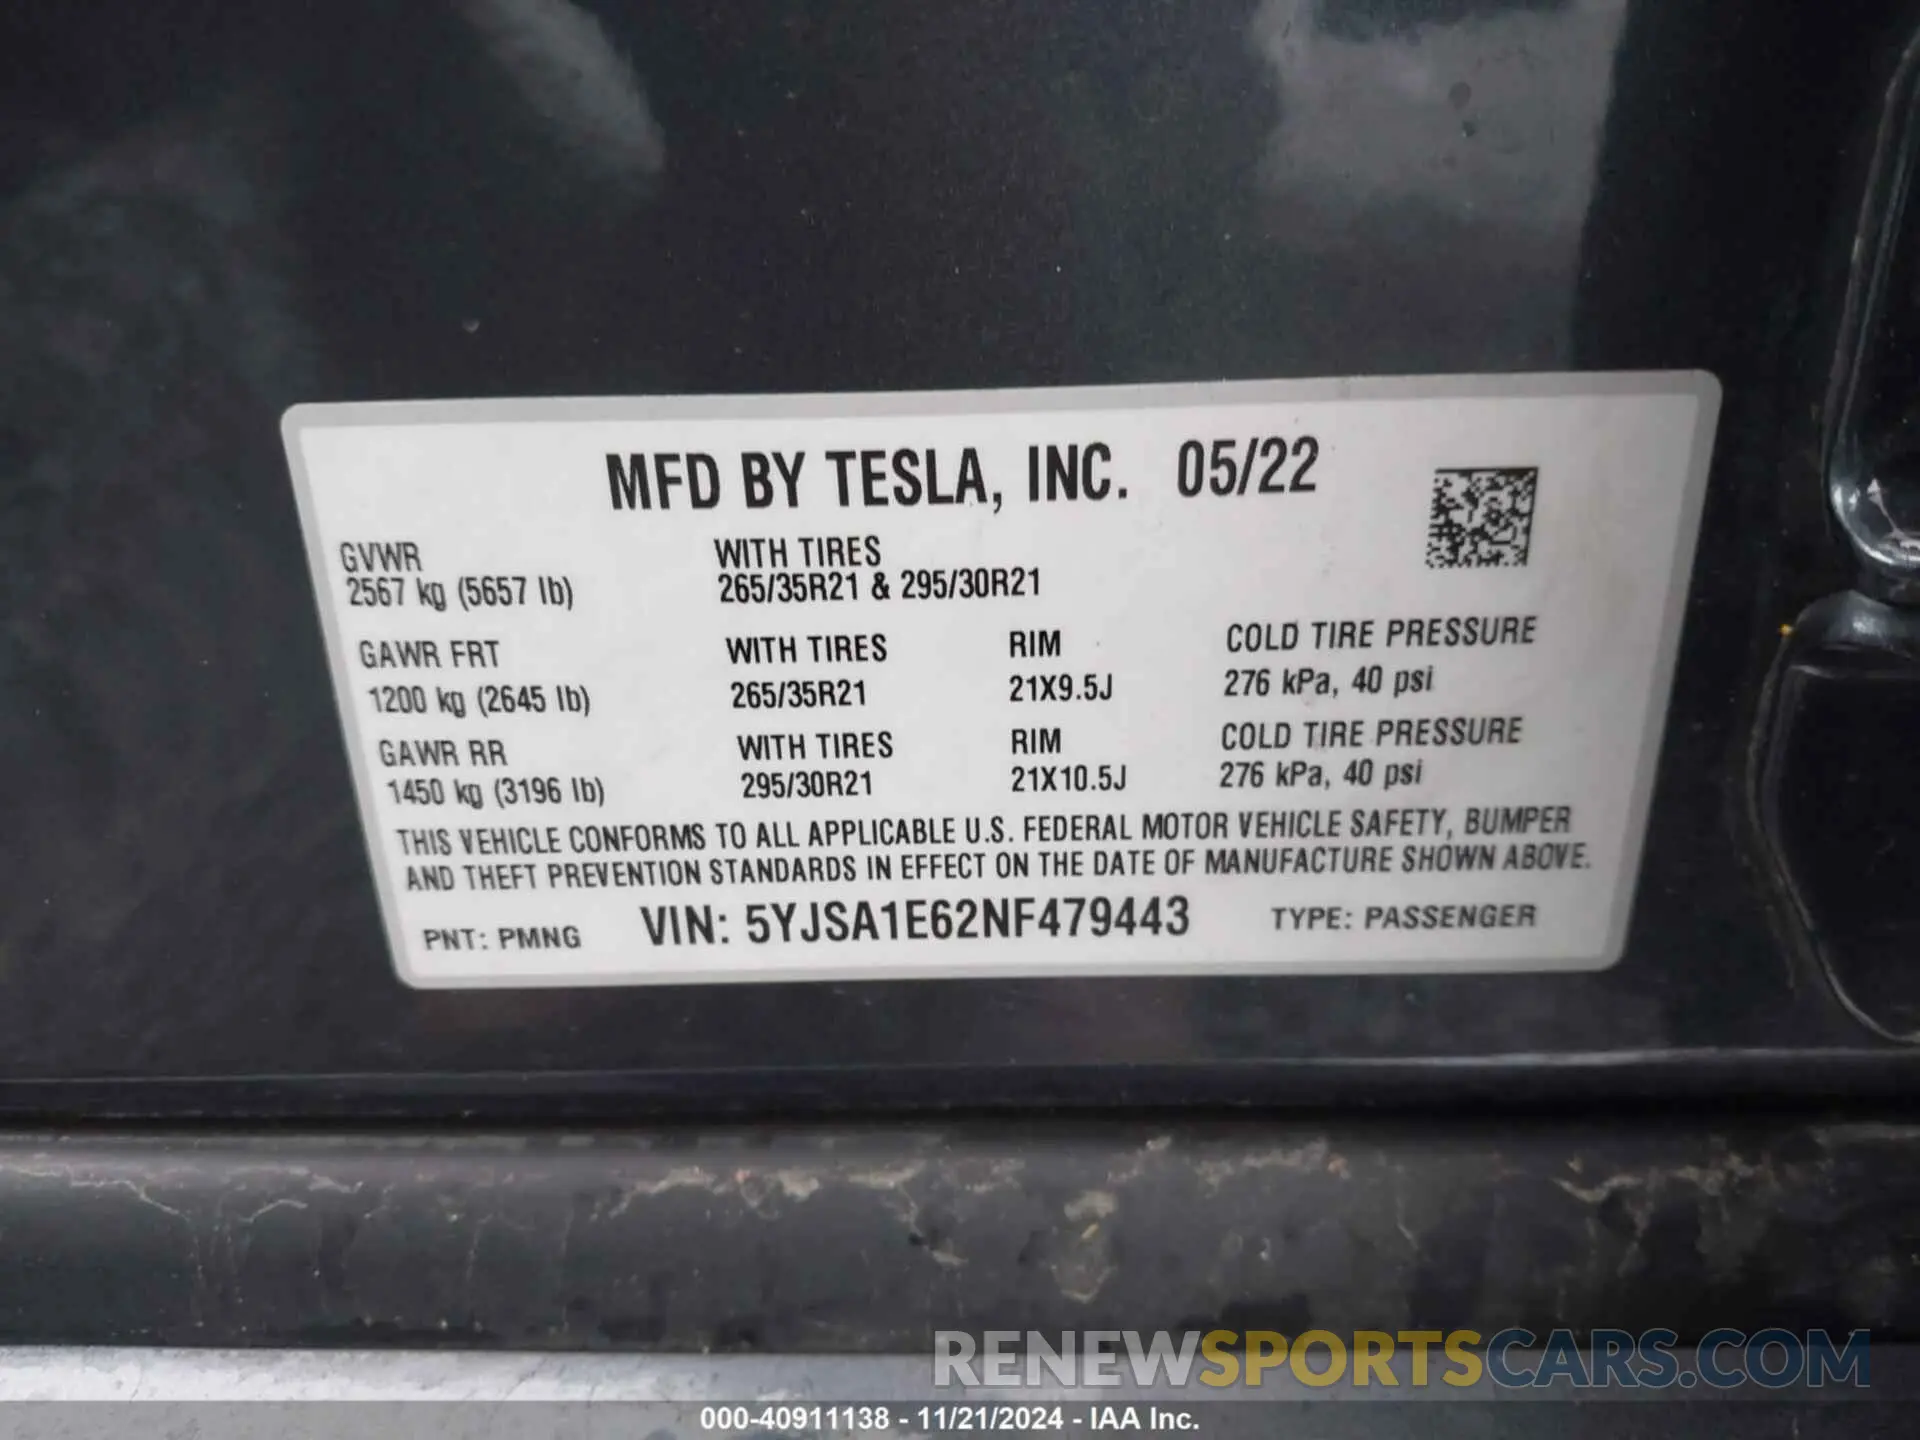 MFD BY TESLA, INC. 05/22
GVWR WITH TIRES
2567 kg (5657 lb) 265/35R21 & 295/30R21
GAWR FRT WITH TIRES RIM COLD TIRE PRESSURE
1200 kg (2645 lb) 265/35R21 21X9.5J 276 kPa, 40 psi
GAWR RR WITH TIRES RIM COLD TIRE PRESSURE
1450 kg (3196 lb) 295/30R21 21X10.5J 276 kPa, 40 psi
THIS VEHICLE CONFORMS TO ALL APPLICABLE U.S. FEDERAL MOTOR VEHICLE SAFETY, BUMPER
AND THEFT PREVENTION STANDARDS IN EFFECT ON THE DATE OF MANUFACTURE SHOWN ABOVE.
PNT: PMNG VIN: 5YJSA1E62NF479443 TYPE: PASSENGER
RENEWSPORTSCARS.COM
000-40911138 - 11/21/2024 - IAA Inc.